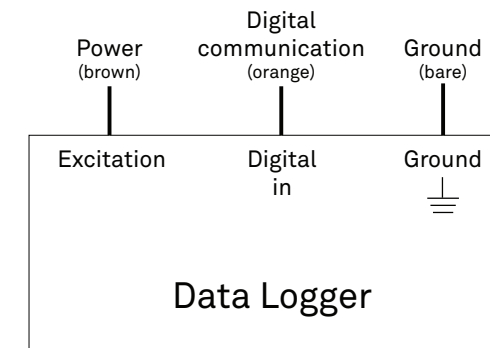 Digital
Power communication Ground
(brown) (orange) (bare)
Excitation Digital Ground
in
Data Logger